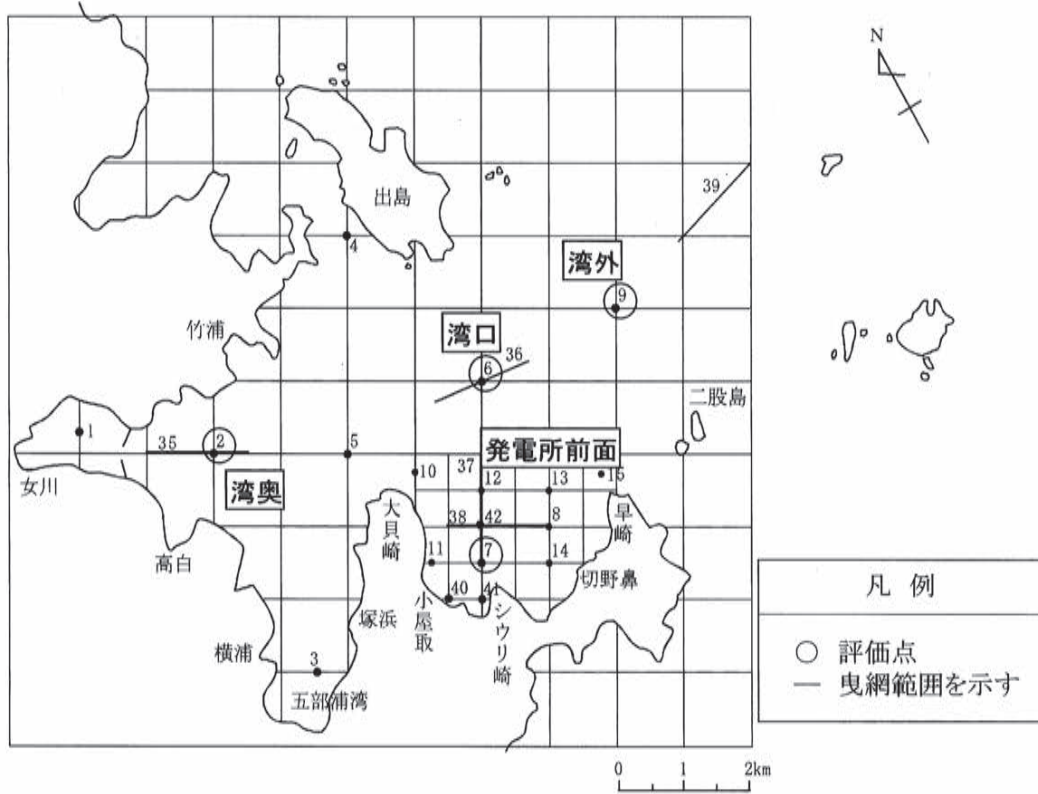 N
出島
39
4
湾外
9
竹浦
湾口
36
6
二股島
1
35
2
5
発電所前面
37
10
12
13
15
女川
湾奥
大貝崎
38
42
8
早崎
高白
11
7
14
切野鼻
凡 例
40
41
小屋取
シウリ崎
塚浜
横浦
3
五部浦湾
○ 評価点
― 曳網範囲を示す
0 1 2km